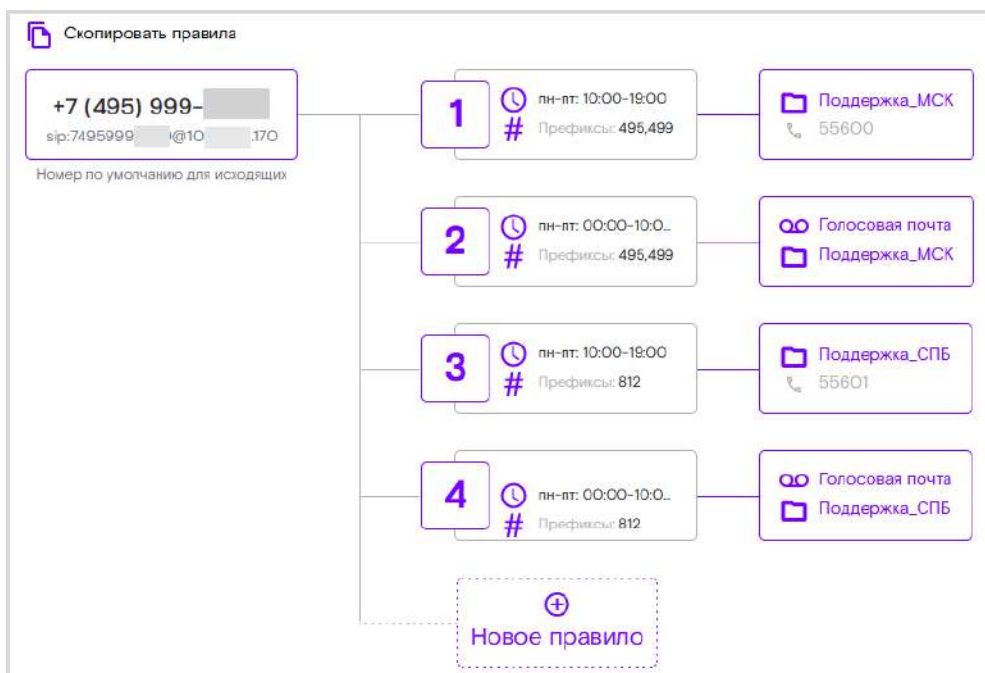 Скопировать правила
+7 (495) 999-
sip:7495999 @10 .170
Номер по умолчанию для исходящих
1
пн-пт: 10:00-19:00
# Префиксы: 495,499
Поддержка_МСК
55600
2
пн-пт: 00:00-10:0...
# Префиксы: 495,499
Голосовая почта
Поддержка_МСК
3
пн-пт: 10:00-19:00
# Префиксы: 812
Поддержка_СПБ
55601
4
пн-пт: 00:00-10:0...
# Префиксы: 812
Голосовая почта
Поддержка_СПБ
Новое правило